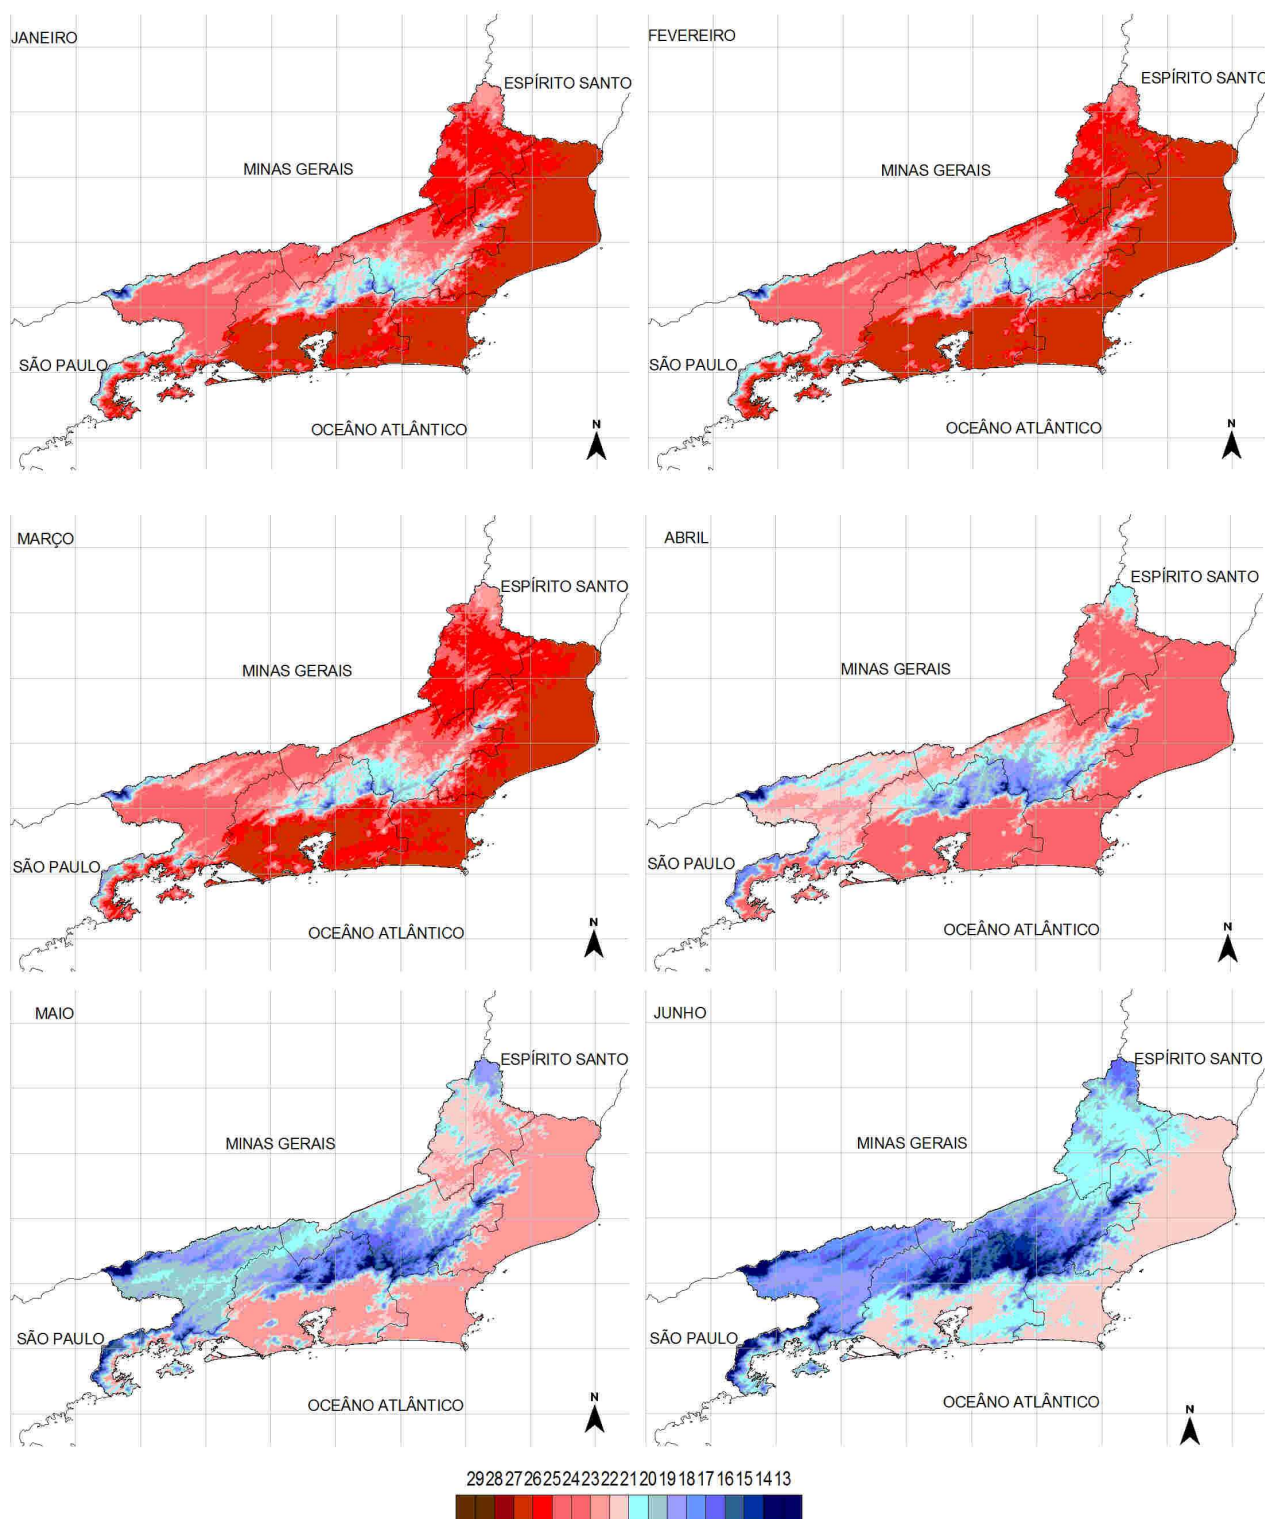 JANEIRO
ESPÍRITO SANTO
MINAS GERAIS
SÃO PAULO
OCEÂNO ATLÂNTICO
N
FEVEREIRO
ESPÍRITO SANTO
MINAS GERAIS
SÃO PAULO
OCEÂNO ATLÂNTICO
N
MARÇO
ESPÍRITO SANTO
MINAS GERAIS
SÃO PAULO
OCEÂNO ATLÂNTICO
N
ABRIL
ESPÍRITO SANTO
MINAS GERAIS
SÃO PAULO
OCEÂNO ATLÂNTICO
N
MAIO
ESPÍRITO SANTO
MINAS GERAIS
SÃO PAULO
OCEÂNO ATLÂNTICO
N
JUNHO
ESPÍRITO SANTO
MINAS GERAIS
SÃO PAULO
OCEÂNO ATLÂNTICO
N
29 28 27 26 25 24 23 22 21 20 19 18 17 16 15 14 13